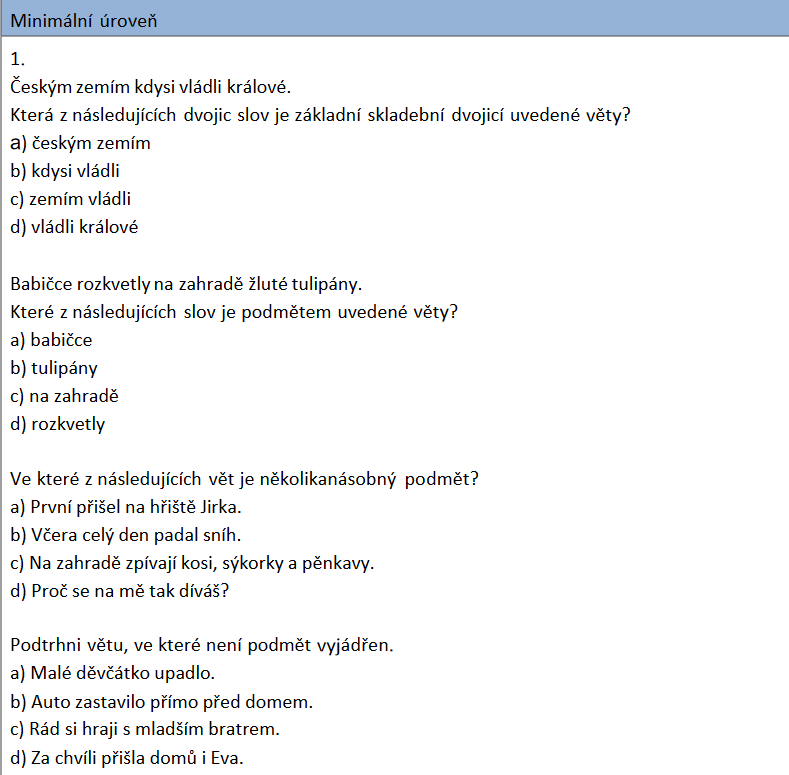 Minimální úroveň
1.
Českým zemím kdysi vládli králové.
Která z následujících dvojic slov je základní skladební dvojicí uvedené věty?
a) českým zemím
b) kdysi vládli
c) zemím vládli
d) vládli králové
Babičce rozkvetly na zahradě žluté tulipány.
Které z následujících slov je podmětem uvedené věty?
a) babičce
b) tulipány
c) na zahradě
d) rozkvetly
Ve které z následujících vět je několikanásobný podmět?
a) První přišel na hřiště Jirka.
b) Včera celý den padal sníh.
c) Na zahradě zpívají kosi, sýkorky a pěnkavy.
d) Proč se na mě tak díváš?
Podtrhni větu, ve které není podmět vyjádřen.
a) Malé děvčátko upadlo.
b) Auto zastavilo přímo před domem.
c) Rád si hraji s mladším bratrem.
d) Za chvíli přišla domů i Eva.